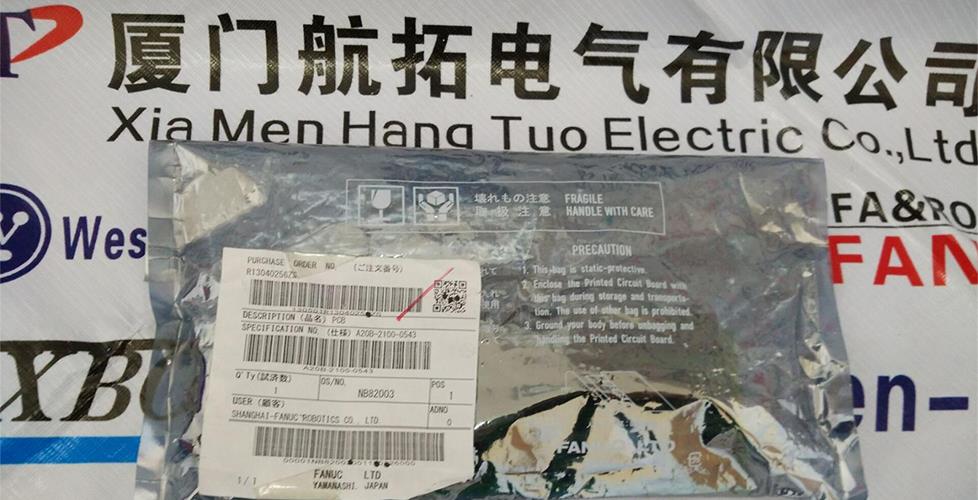 厦门航拓电气有限公司
Xia Men Hang Tuo Electric Co.,Ltd
Wes
FA&RO
FAN
XBC
en-
壊れもの注意 FRAGILE
取扱注意 HANDLE WITH CARE
PRECAUTION
1. This bag is static-protective.
2. Enclose the Printed Circuit Board with
this bag during storage and transporta-
tion. The use of other bag is prohibited.
3. Ground your body before unbagging and
handling the Printed Circuit Board.
PURCHASE ORDER NO. (ご注文番号)
R13040256ZS
DESCRIPTION (品名) PCB
SPECIFICATION NO. (仕様) A20B-2100-0543
A20B-2100-0543
Q'Ty (試済数) OS/NO. POS
1 NB82003 1
USER (顧客) ADNO
SHANGHAI-FANUC ROBOTICS CO., LTD. 0
FANUC LTD
1/1 YAMANASHI, JAPAN